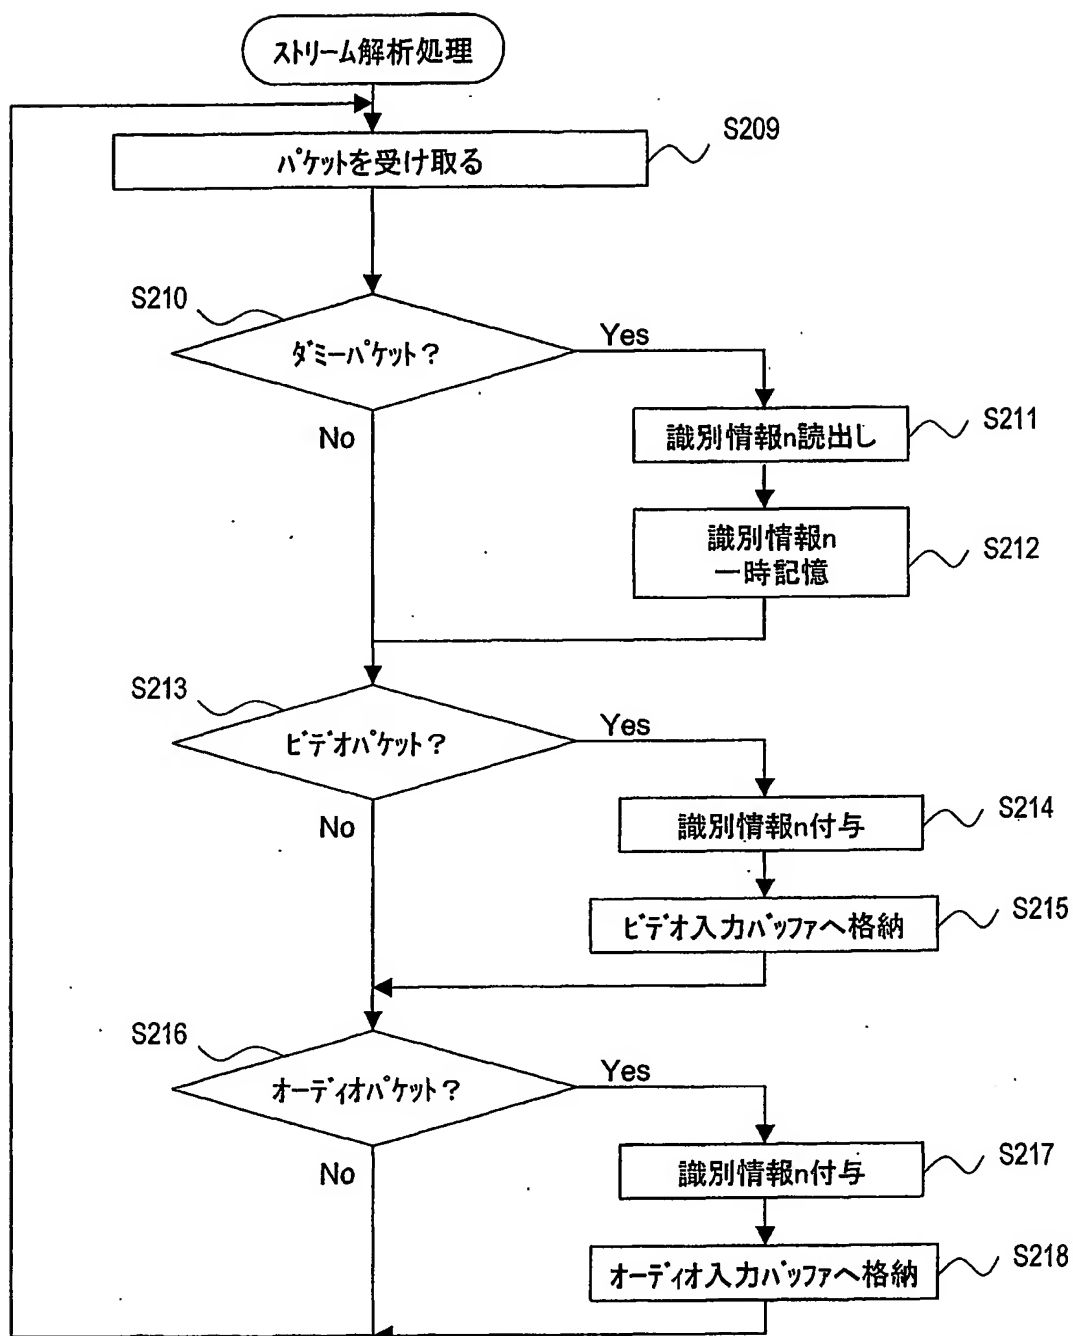 ストリーム解析処理
S209
パケットを受け取る
S210
ダミーパケット?
Yes
No
S211
識別情報n読出し
S212
識別情報n
一時記憶
S213
ビデオパケット?
Yes
No
S214
識別情報n付与
S215
ビデオ入力バッファへ格納
S216
オーディオパケット?
Yes
No
S217
識別情報n付与
S218
オーディオ入力バッファへ格納